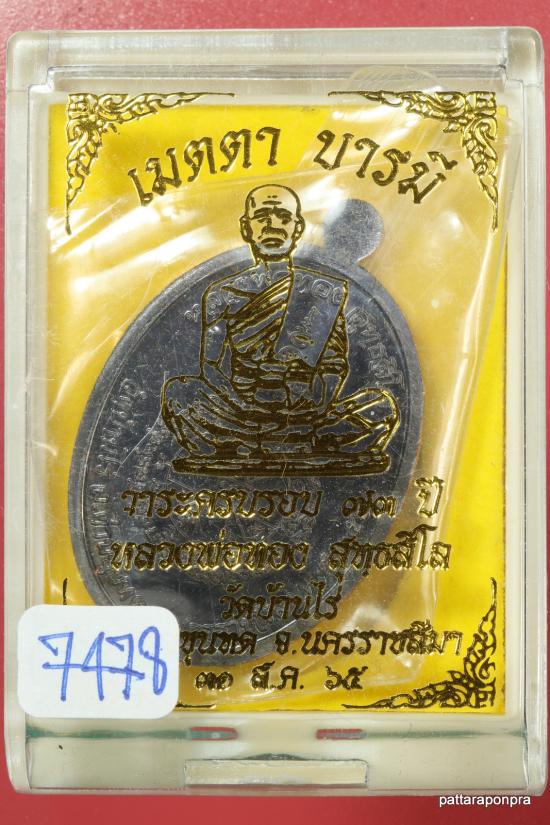 เมตตา บารมี
วาระครบรอบ ๗๓ ปี
หลวงพ่อทอง สุทธสีโล
วัดบ้านไร่
ขุนทด จ.นครราชสีมา
๓๑ ส.ค. ๖๕
7478
pattaraponpra